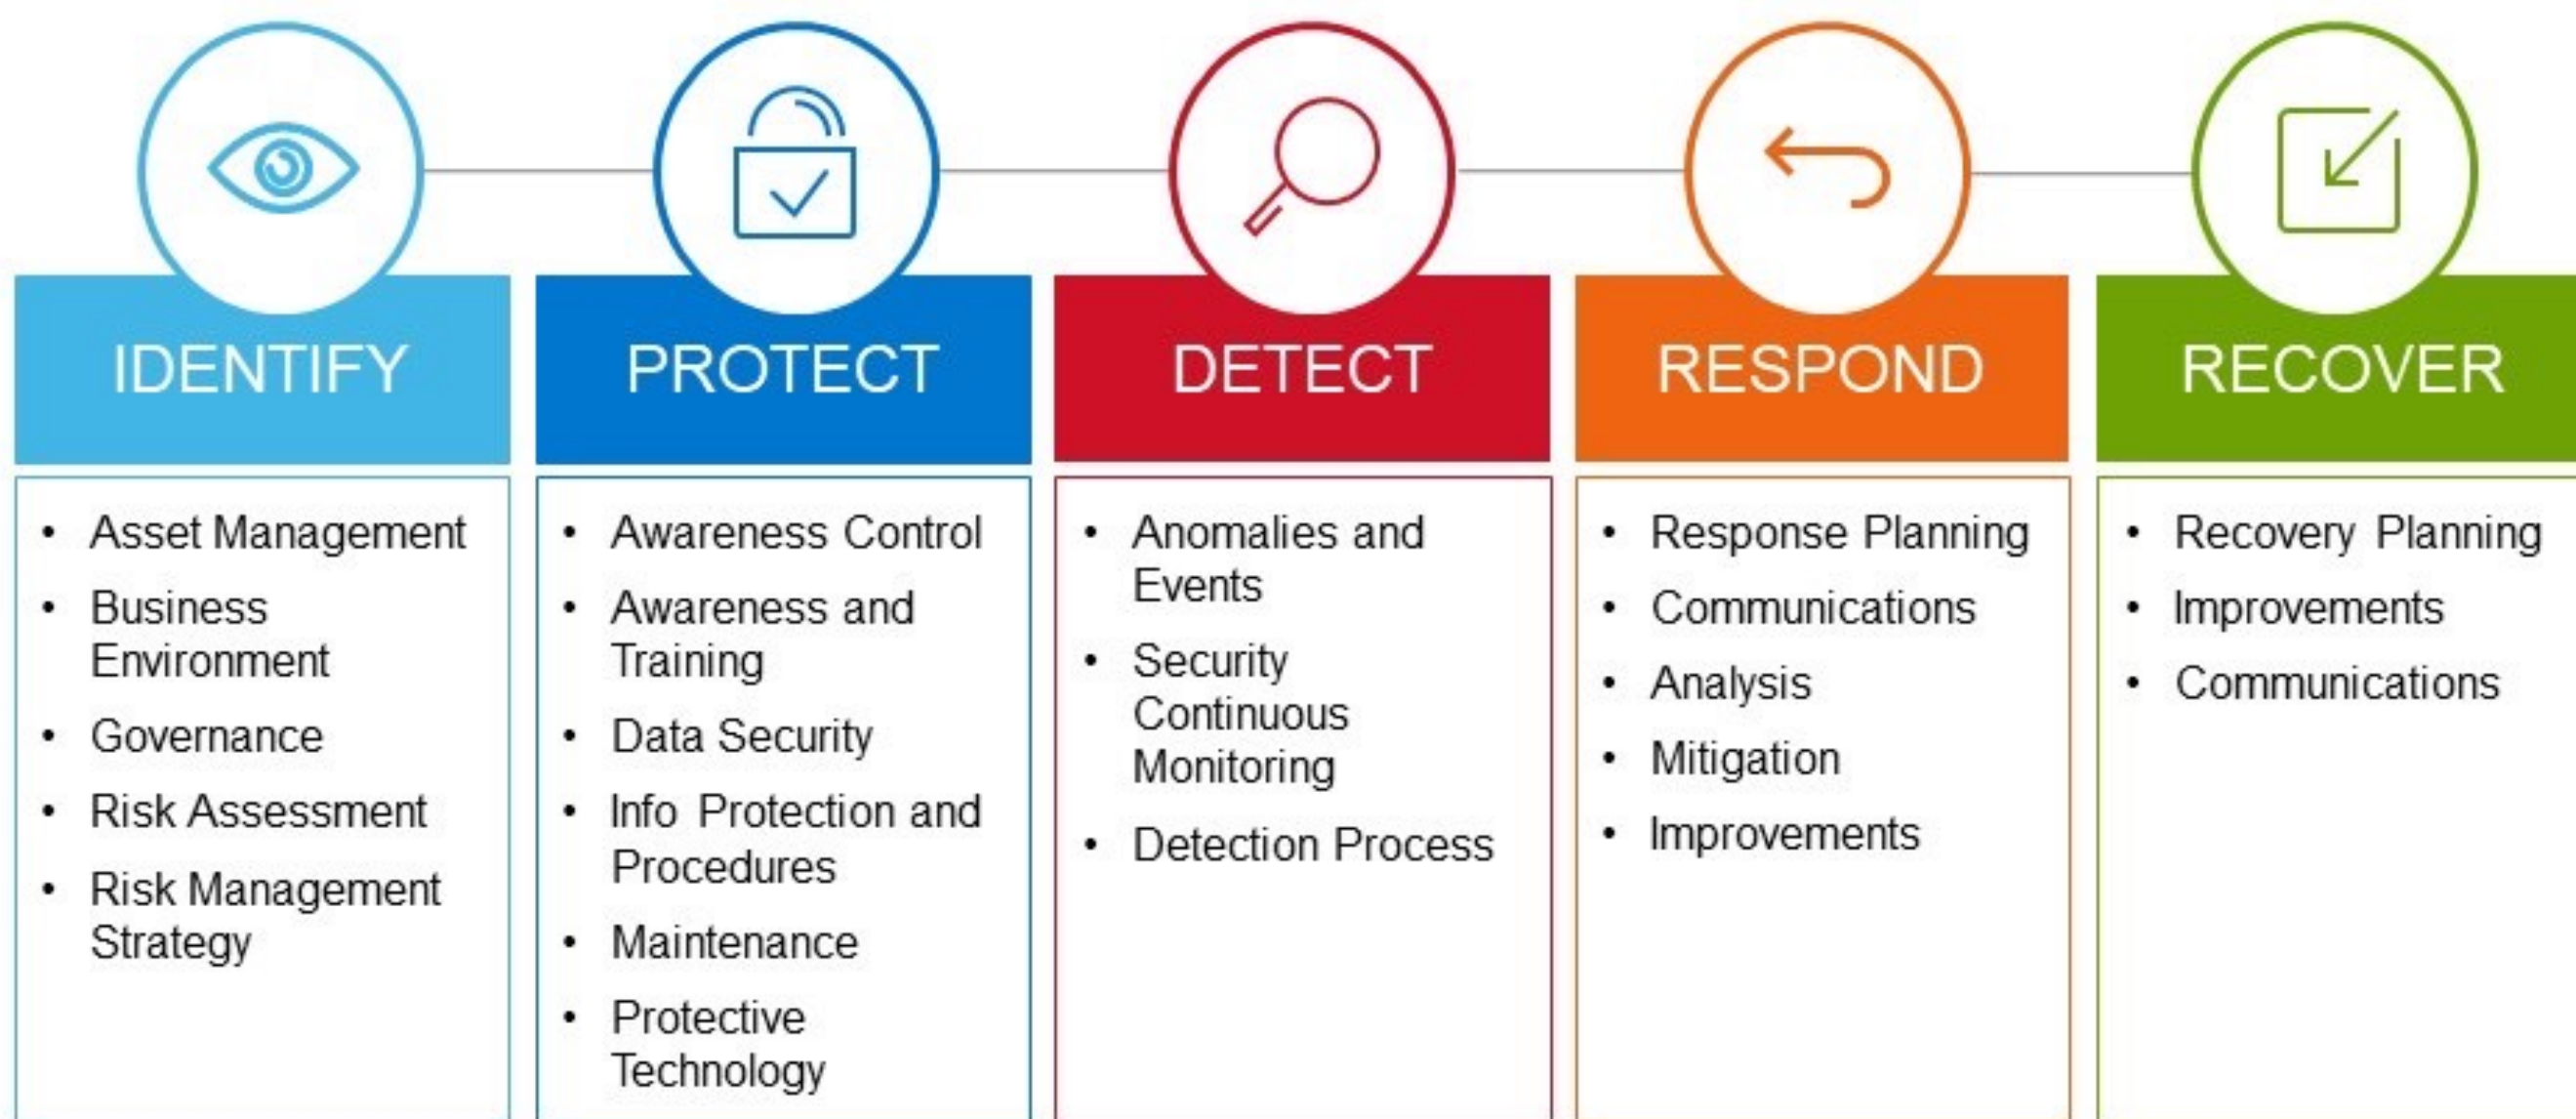 IDENTIFY
• Asset Management
• Business
Environment
• Governance
• Risk Assessment
• Risk Management
Strategy
PROTECT
• Awareness Control
• Awareness and
Training
• Data Security
• Info Protection and
Procedures
• Maintenance
• Protective
Technology
DETECT
• Anomalies and
Events
• Security
Continuous
Monitoring
• Detection Process
RESPOND
• Response Planning
• Communications
• Analysis
• Mitigation
• Improvements
RECOVER
• Recovery Planning
• Improvements
• Communications